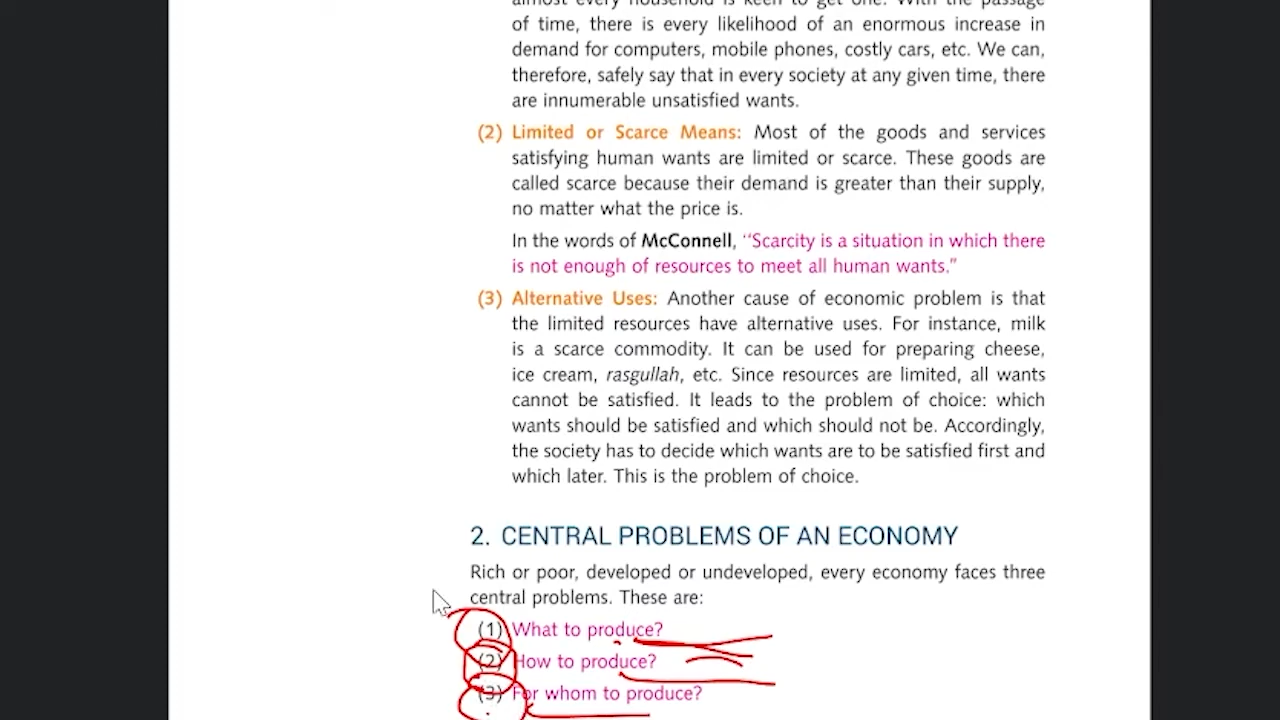 almost every household is keen to get one. With the passage
of time, there is every likelihood of an enormous increase in
demand for computers, mobile phones, costly cars, etc. We can,
therefore, safely say that in every society at any given time, there
are innumerable unsatisfied wants.
(2) Limited or Scarce Means: Most of the goods and services
satisfying human wants are limited or scarce. These goods are
called scarce because their demand is greater than their supply,
no matter what the price is.
In the words of McConnell, “Scarcity is a situation in which there
is not enough of resources to meet all human wants.”
(3) Alternative Uses: Another cause of economic problem is that
the limited resources have alternative uses. For instance, milk
is a scarce commodity. It can be used for preparing cheese,
ice cream, rasgullah, etc. Since resources are limited, all wants
cannot be satisfied. It leads to the problem of choice: which
wants should be satisfied and which should not be. Accordingly,
the society has to decide which wants are to be satisfied first and
which later. This is the problem of choice.
2. CENTRAL PROBLEMS OF AN ECONOMY
Rich or poor, developed or undeveloped, every economy faces three
central problems. These are:
(1) What to produce?
(2) How to produce?
(3) For whom to produce?